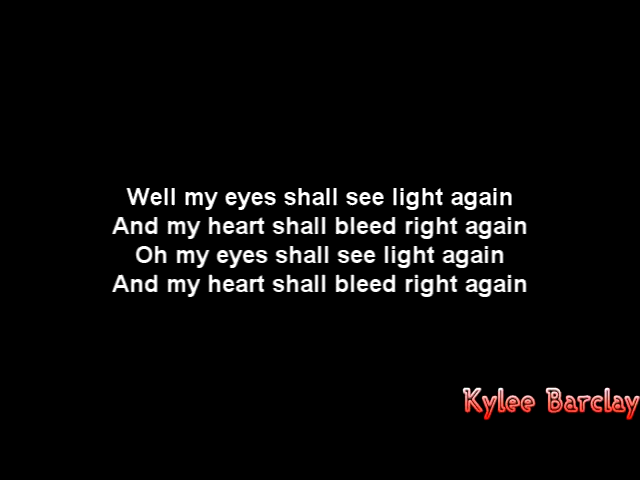 Well my eyes shall see light again
And my heart shall bleed right again
Oh my eyes shall see light again
And my heart shall bleed right again
Kylee Barclay